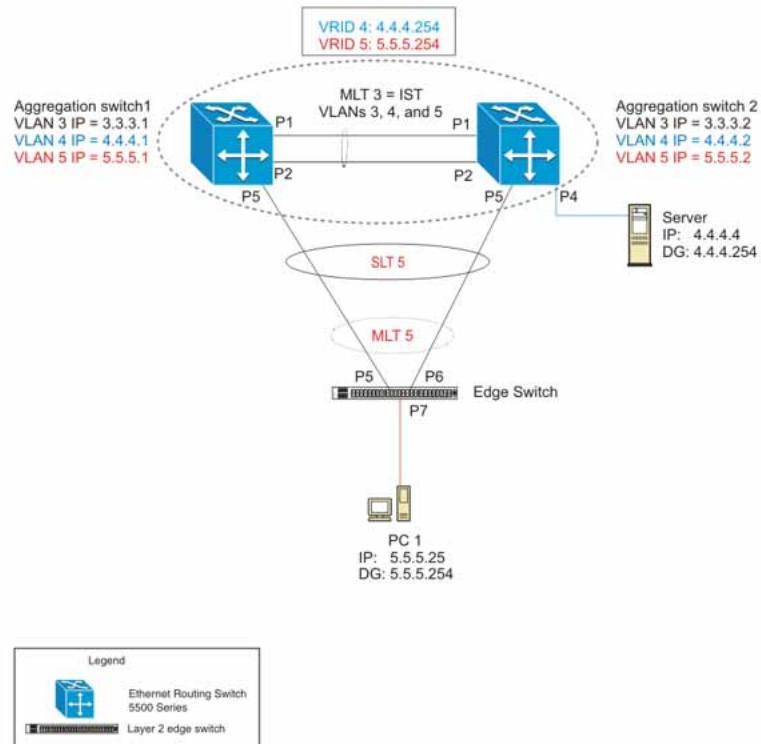 VRID 4: 4.4.4.254
VRID 5: 5.5.5.254
MLT 3 = IST
VLANs 3, 4, and 5
Aggregation switch1
VLAN 3 IP = 3.3.3.1
VLAN 4 IP = 4.4.4.1
VLAN 5 IP = 5.5.5.1
P1
P1
Aggregation switch 2
VLAN 3 IP = 3.3.3.2
VLAN 4 IP = 4.4.4.2
VLAN 5 IP = 5.5.5.2
P2
P2
P5
P5
P4
Server
IP: 4.4.4.4
DG: 4.4.4.254
SLT 5
MLT 5
P5
P6
Edge Switch
P7
PC 1
IP: 5.5.5.25
DG: 5.5.5.254
Legend
Ethernet Routing Switch
5500 Series
Layer 2 edge switch